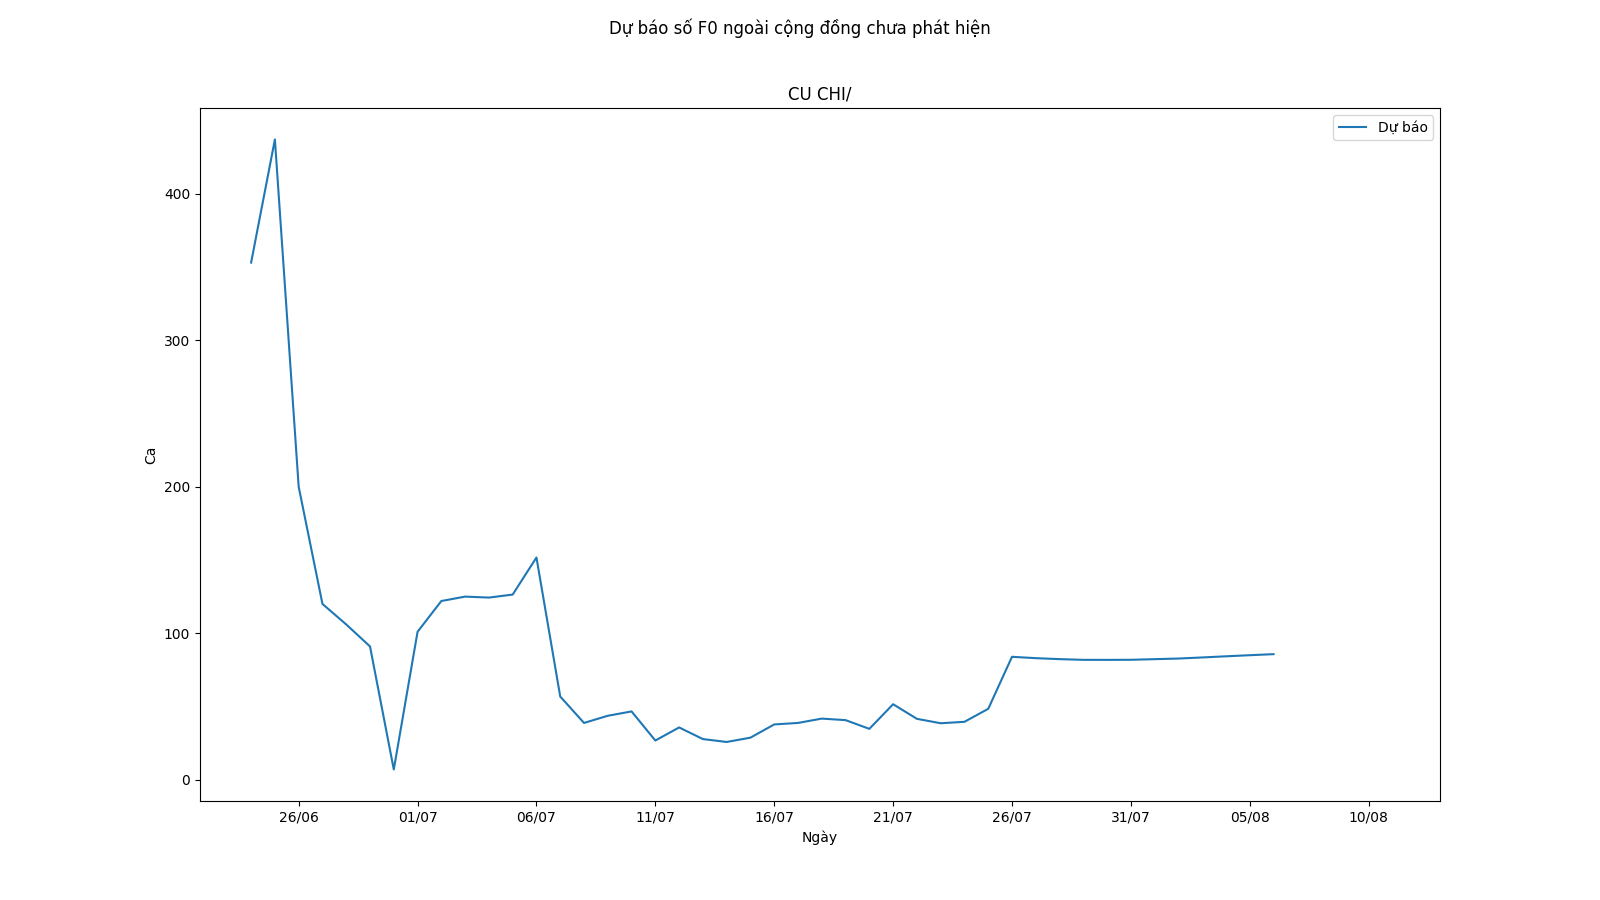 Dự báo số F0 ngoài cộng đồng chưa phát hiện
CU CHI/
Dự báo
400
300
200
100
0
Ca
26/06 01/07 06/07 11/07 16/07 21/07 26/07 31/07 05/08 10/08
Ngày